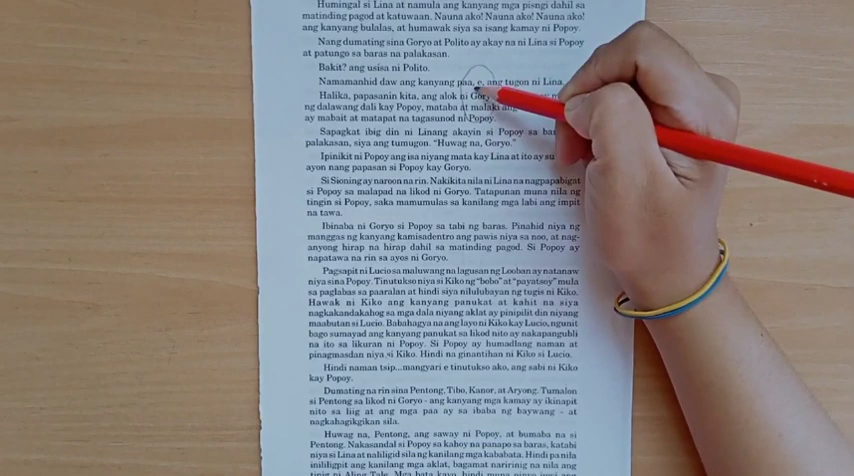 Humingal si Lina at namula ang kanyang mga pisngi dahil sa
matinding pagod at katuwaan. Nauna ako! Nauna ako! Nauna ako!
ang kanyang bulalas, at humawak siya sa isang kamay ni Popoy.
Nang dumating sina Goryo at Polito ay akay na ni Lina si Popoy
at patungo sa baras na palakasan.
Bakit? ang usisa ni Polito.
Namamanhid daw ang kanyang paa, e, ang tugon ni Lina.
Halika, papasanin kita, ang alok ni
ng dalawang dali kay Popoy, mataba at malaki
ay mabait at matapat na tagasunod ni Popoy.
Sapagkat ibig din ni Linang akayin si Popoy sa
palakasan, siya ang tumugon. "Huwag na, Goryo."
Ipinikit ni Popoy ang isa niyang mata kay Lina at ito ay
ayon nang papasan si Popoy kay Goryo.
Si Sioning ay naroon na rin. Nakikita nila ni Lina na nagpapabigat
si Popoy sa malapad na likod ni Goryo. Tatapunan muna nila ng
tingin si Popoy, saka mamumulas sa kanilang mga labi ang impit
na tawa.
Ibinaba ni Goryo si Popoy sa tabi ng baras. Pinahid niya ng
manggas ng kanyang kamisadentro ang pawis niya sa noo, at nag-
anyong hirap na hirap dahil sa matinding pagod. Si Popoy ay
napatawa na rin sa ayos ni Goryo.
Pagsapit ni Lucio sa maluwang na lagusan ng Looban ay natanaw
niya sina Popoy. Tinutukso niya si Kiko ng "bobo" at "payatsoy" mula
sa paglabas sa paaralan at hindi siya nilulubayan ng tugis ni Kiko.
Hawak ni Kiko ang kanyang panukat at kahit na siya
nagkakandakahog sa mga dala niyang aklat ay pinipilit din niyang
maabutan si Lucio. Babahagya na ang layo ni Kiko kay Lucio, ngunit
bago sumayad ang kanyang panukat sa likod nito ay nakapangubli
na ito sa likuran ni Popoy. Si Popoy ay humadlang naman at
pinagmasdan niya si Kiko. Hindi na ginantihan ni Kiko si Lucio.
Hindi naman tsip...mangyari e tinutukso ako, ang sabi ni Kiko
kay Popoy.
Dumating na rin sina Pentong, Tibo, Kanor, at Aryong. Tumalon
si Pentong sa likod ni Goryo - ang kanyang mga kamay ay ikinapit
nito sa liig at ang mga paa ay sa ibaba ng baywang - at
nagkahagikgikan sila.
Huwag na, Pentong, ang saway ni Popoy, at bumaba na si
Pentong. Nakasandal si Popoy sa kahoy na panapo sa baras, katabi
niya si Lina at naliligid sila ng kanilang mga kababata. Hindi pa nila
inililigpit ang kanilang mga aklat, bagamat naririnig na nila ang